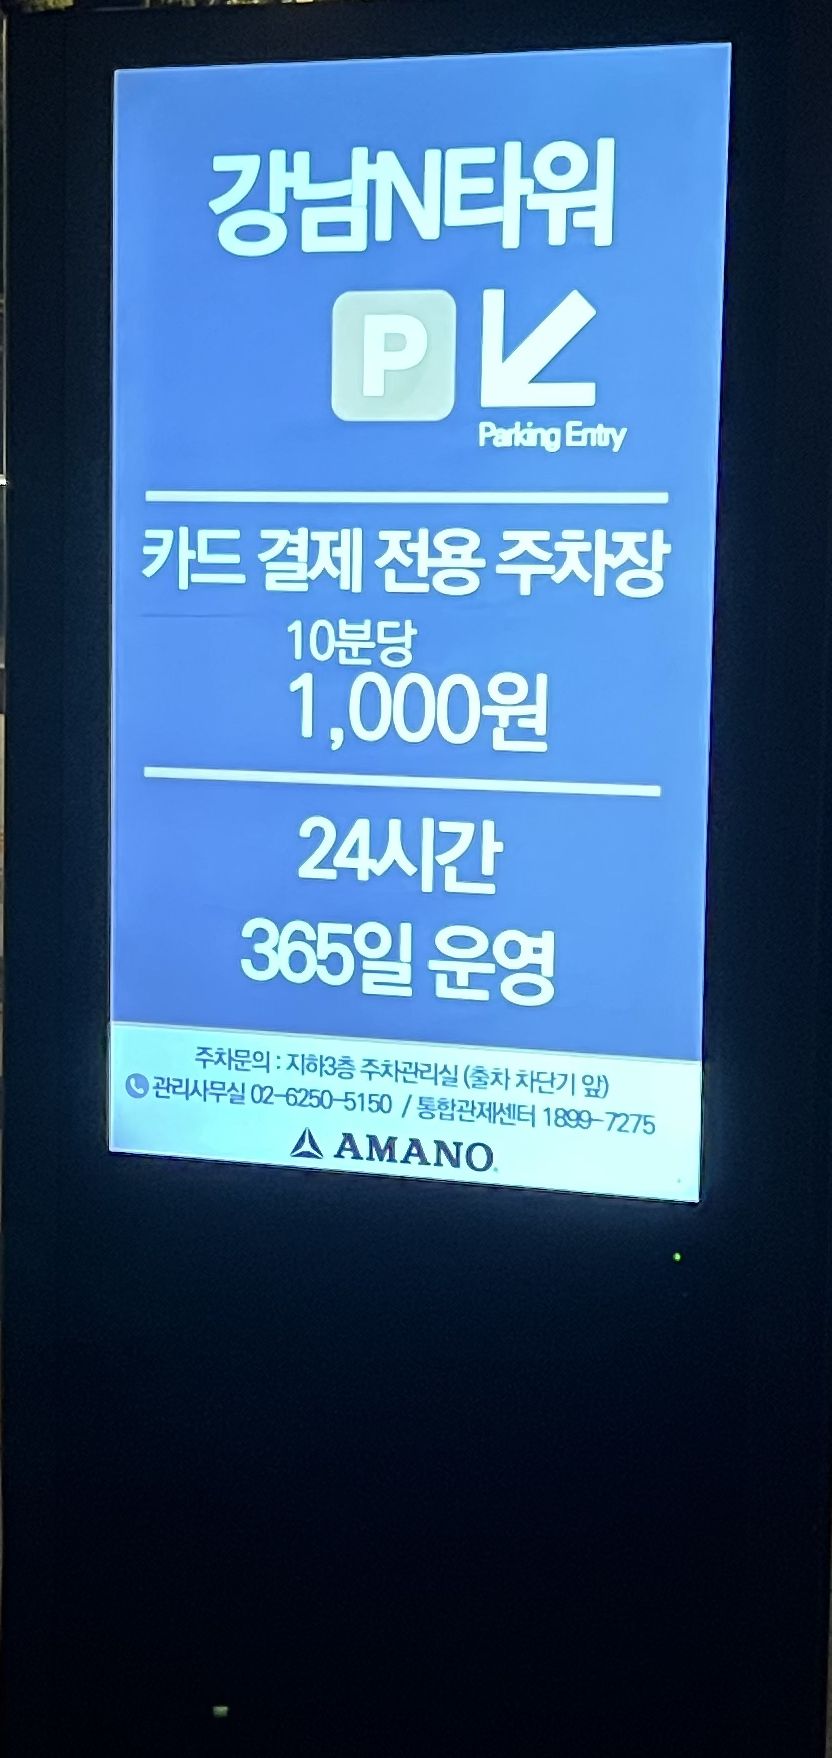 강남N타워
P
Parking Entry
카드 결제 전용 주차장
10분당
1,000원
24시간
365일 운영
주차문의 : 지하3층 주차관리실 (출차 차단기 앞)
관리사무실 02-6250-5150 / 통합관제센터 1899-7275
AMANO